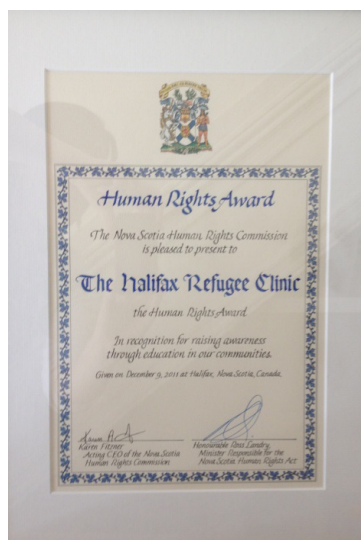 Human Rights Award
The Nova Scotia Human Rights Commission
is pleased to present to
The Halifax Refugee Clinic
the Human Rights Award
In recognition for raising awareness
through education in our communities.
Given on December 9, 2011 at Halifax, Nova Scotia, Canada.
Karen Fitzner
Acting CEO of the Nova Scotia
Human Rights Commission
Honourable Ross Landry,
Minister Responsible for the
Nova Scotia Human Rights Act